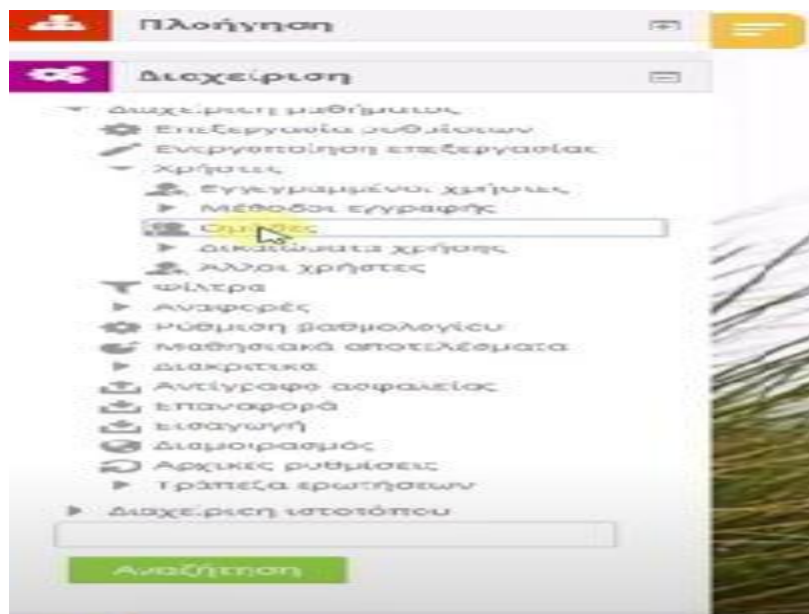 Πλοήγηση
Διαχείριση
Διαχείριση μαθήματος
Επεξεργασία ρυθμίσεων
Ενεργοποίηση επεξεργασίας
Χρήστες
Εγγεγραμμένοι χρήστες
Μέθοδοι εγγραφής
Ομάδες
Δικαιώματα χρήσης
Άλλοι χρήστες
Φίλτρα
Αναφορές
Ρύθμιση βαθμολογίου
Μαθησιακά αποτελέσματα
Διακριτικά
Αντίγραφο ασφαλείας
Επαναφορά
Εισαγωγή
Διαμοιρασμός
Αρχικές ρυθμίσεις
Τράπεζα ερωτήσεων
Διαχείριση ιστοτόπου
Αναζήτηση